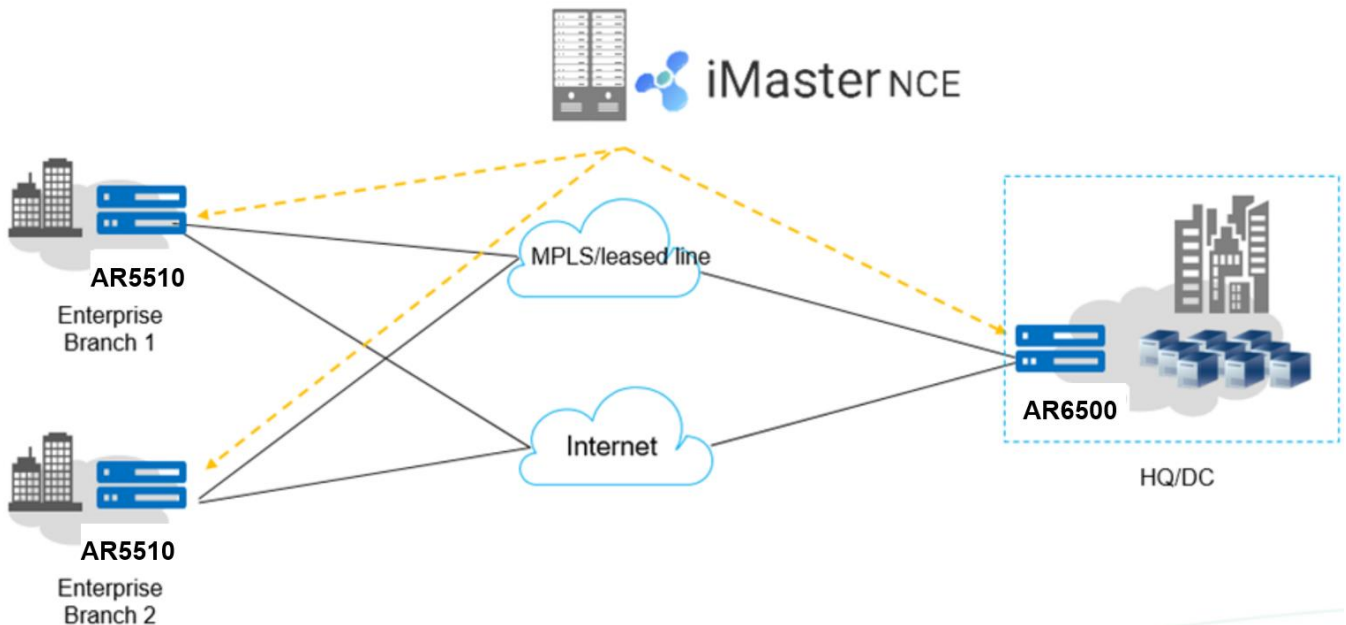 iMaster NCE
MPLS/leased line
AR5510
Enterprise
Branch 1
AR6500
Internet
HQ/DC
AR5510
Enterprise
Branch 2